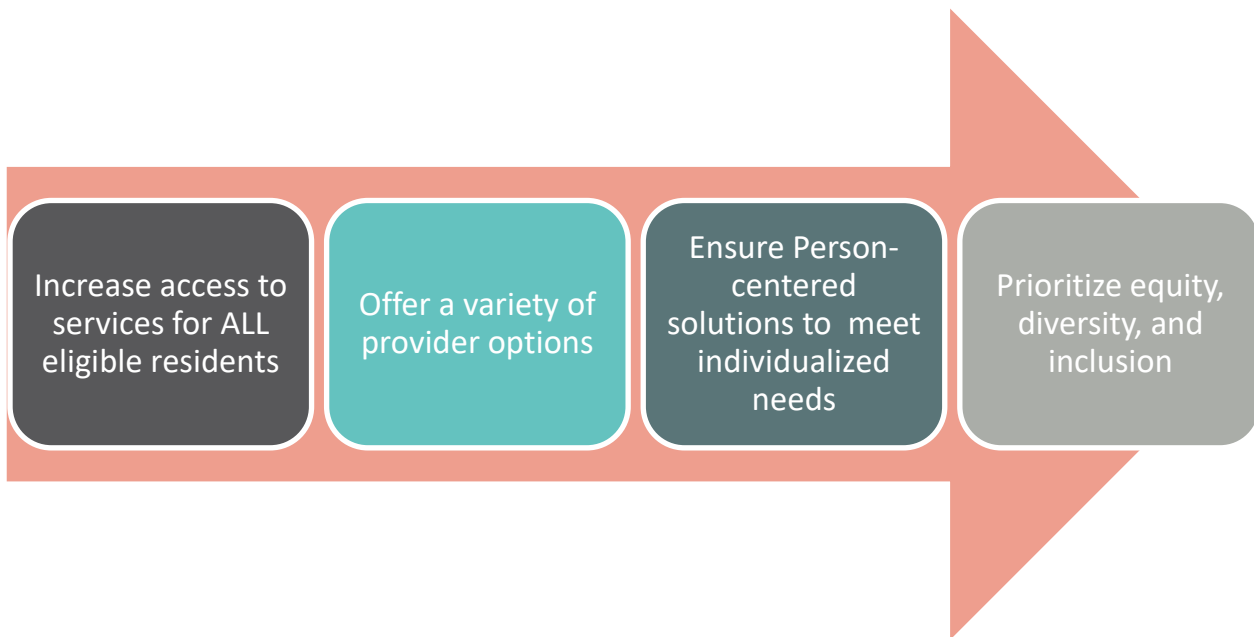 Increase access to
services for ALL
eligible residents
Offer a variety of
provider options
Ensure Person-
centered
solutions to  meet
individualized
needs
Prioritize equity,
diversity, and
inclusion